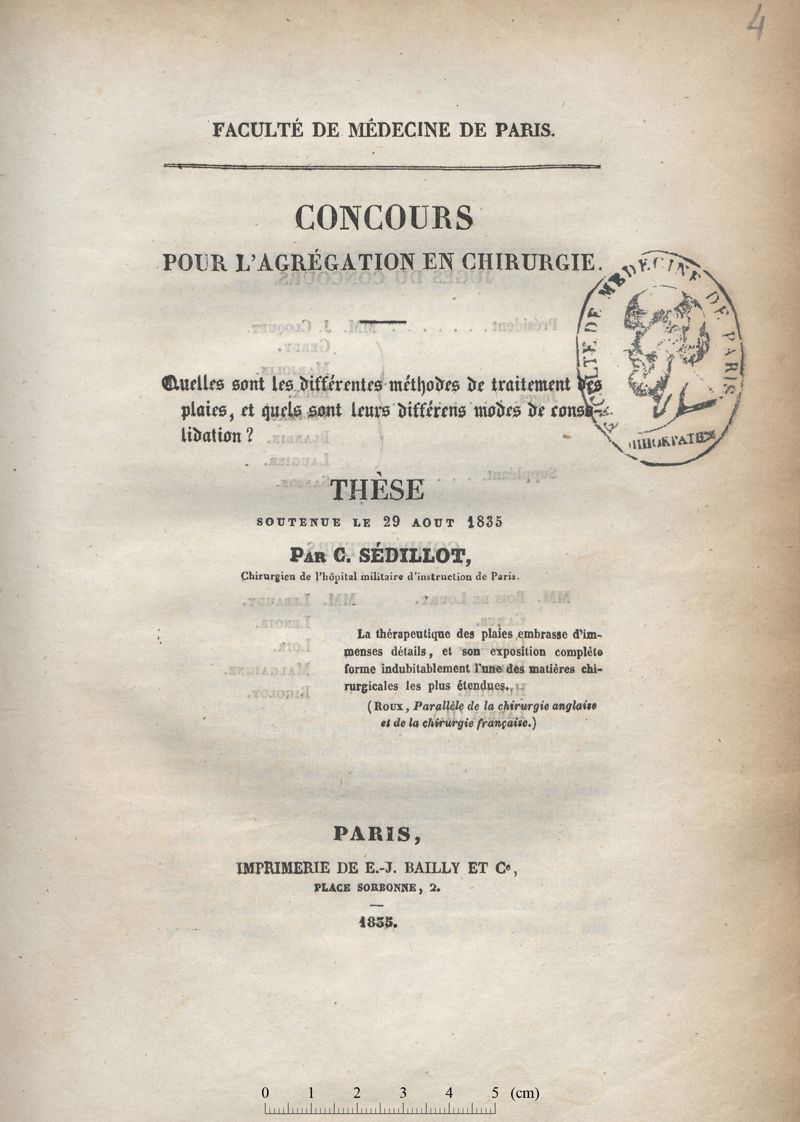 4
FACULTÉ DE MÉDECINE DE PARIS.
CONCOURS
POUR L'AGRÉGATION EN CHIRURGIE.
FACULTÉ DE MÉDECINE DE PARIS
Quelles sont les différentes méthodes de traitement des
plaies, et quels sont leurs différens modes de conso-
lidation ?
THÈSE
SOUTENUE LE 29 AOUT 1835
PAR C. SÉDILLOT,
Chirurgien de l'hôpital militaire d'instruction de Paris.
La thérapeutique des plaies embrasse d'im-
menses détails, et son exposition complète
forme indubitablement l'une des matières chi-
rurgicales les plus étendues.
(ROUX, Parallèle de la chirurgie anglaise
et de la chirurgie française.)
PARIS,
IMPRIMERIE DE E.-J. BAILLY ET Ce,
PLACE SORBONNE, 2.
1835.
0 1 2 3 4 5 (cm)